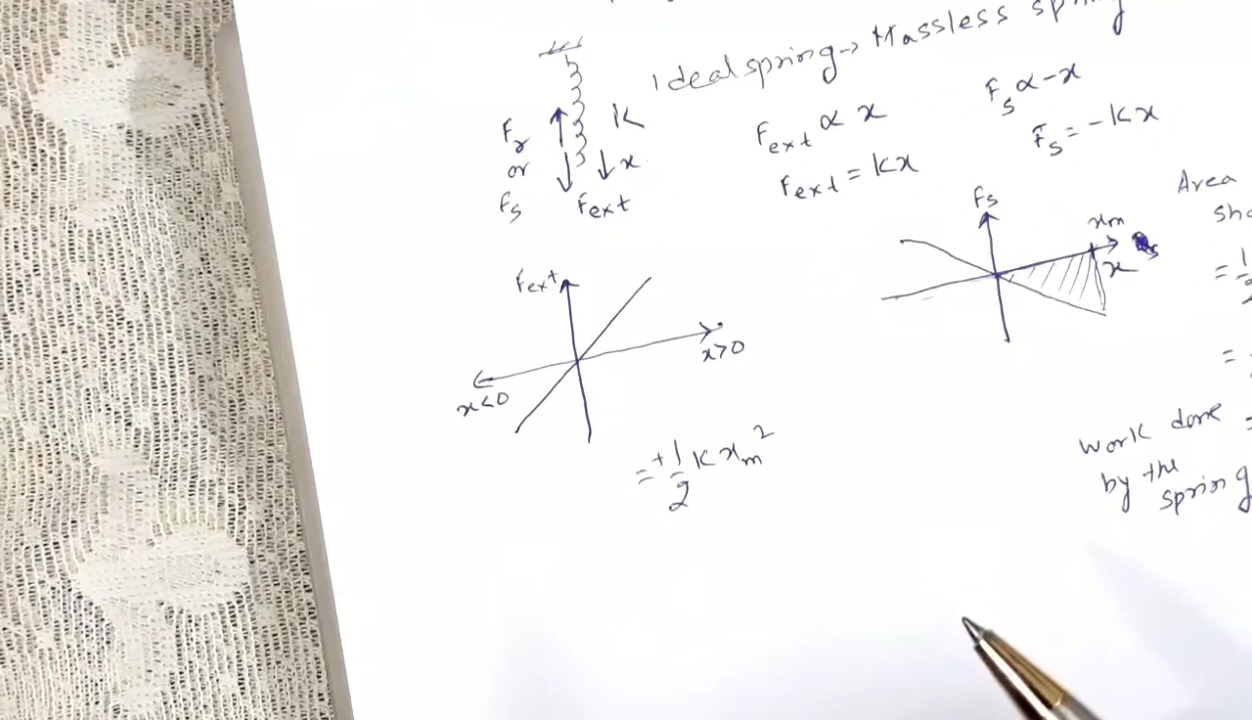 Ideal spring → Massless spring
K
Fr
or
Fs
x
Fext
Fext ∝ x
Fext = Kx
Fs ∝ -x
Fs = -Kx
Fext
x>0
x<0
Fs
xm
x
Area
= +1/2 K xm²
work done =
by the
spring